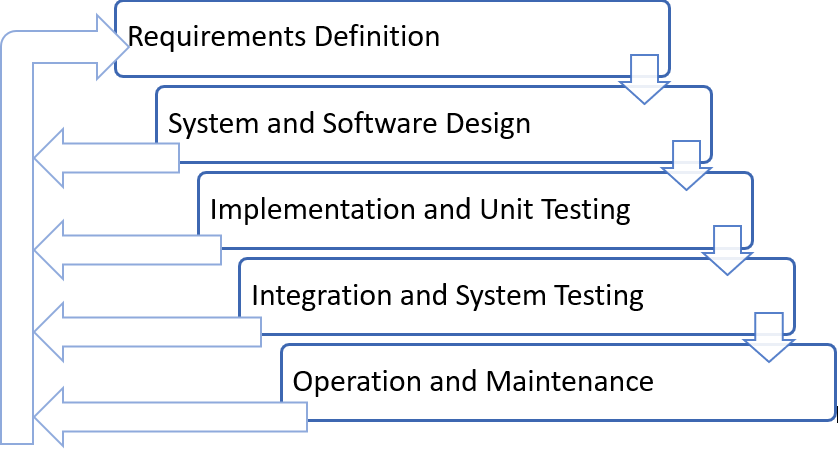 Requirements Definition
System and Software Design
Implementation and Unit Testing
Integration and System Testing
Operation and Maintenance